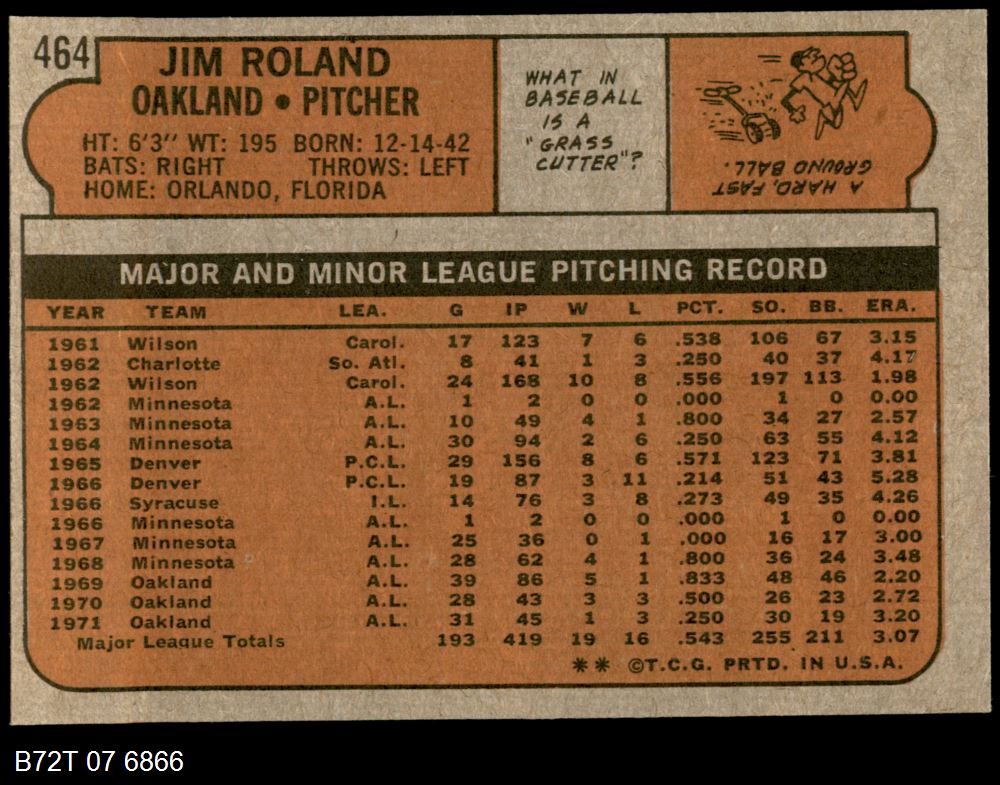 464
JIM ROLAND
OAKLAND • PITCHER
HT: 6'3" WT: 195 BORN: 12-14-42
BATS: RIGHT THROWS: LEFT
HOME: ORLANDO, FLORIDA
WHAT IN
BASEBALL
IS A
"GRASS
CUTTER"?
A HARD, FAST
GROUND BALL.
MAJOR AND MINOR LEAGUE PITCHING RECORD
YEAR TEAM LEA. G IP W L PCT. SO. BB. ERA.
1961 Wilson Carol. 17 123 7 6 .538 106 67 3.15
1962 Charlotte So. Atl. 8 41 1 3 .250 40 37 4.17
1962 Wilson Carol. 24 168 10 8 .556 197 113 1.98
1962 Minnesota A.L. 1 2 0 0 .000 1 0 0.00
1963 Minnesota A.L. 10 49 4 1 .800 34 27 2.57
1964 Minnesota A.L. 30 94 2 6 .250 63 55 4.12
1965 Denver P.C.L. 29 156 8 6 .571 123 71 3.81
1966 Denver P.C.L. 19 87 3 11 .214 51 43 5.28
1966 Syracuse I.L. 14 76 3 8 .273 49 35 4.26
1966 Minnesota A.L. 1 2 0 0 .000 1 0 0.00
1967 Minnesota A.L. 25 36 0 1 .000 16 17 3.00
1968 Minnesota A.L. 28 62 4 1 .800 36 24 3.48
1969 Oakland A.L. 39 86 5 1 .833 48 46 2.20
1970 Oakland A.L. 28 43 3 3 .500 26 23 2.72
1971 Oakland A.L. 31 45 1 3 .250 30 19 3.20
Major League Totals 193 419 19 16 .543 255 211 3.07
** ©T.C.G. PRTD. IN U.S.A.
B72T 07 6866